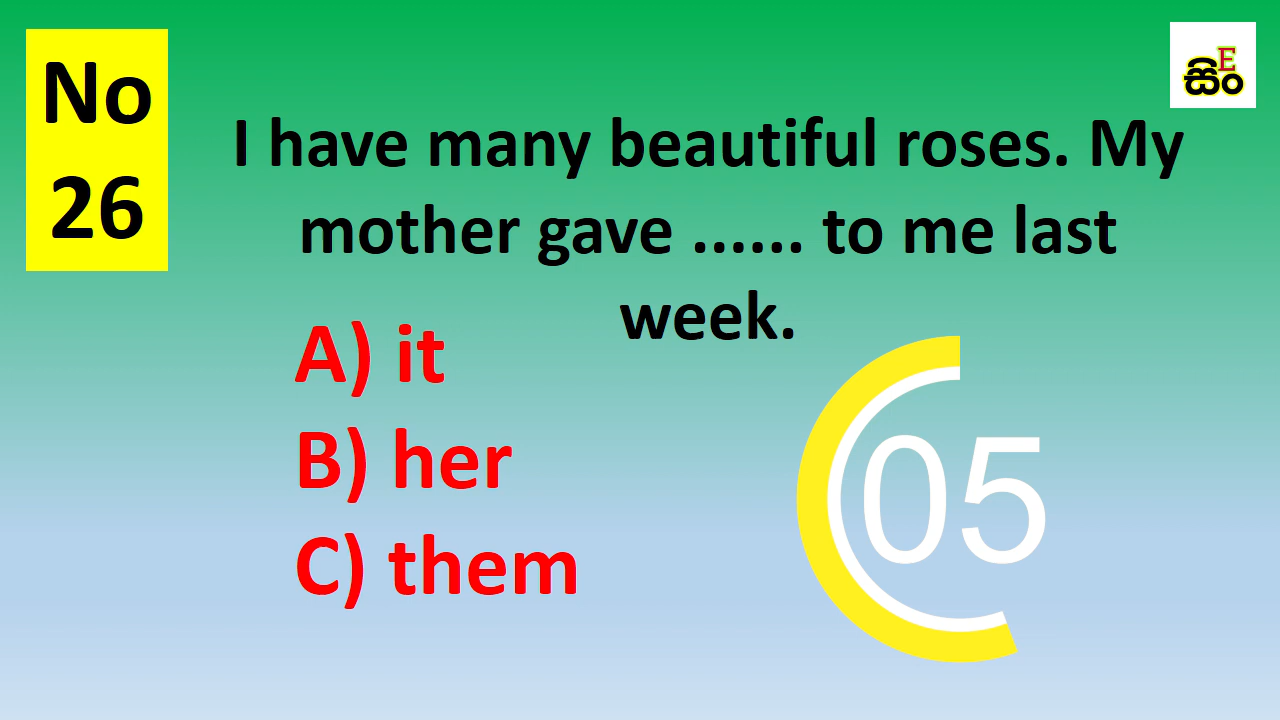 No
26
E
සිං
I have many beautiful roses. My
mother gave ...... to me last
week.
A) it
B) her
C) them
05